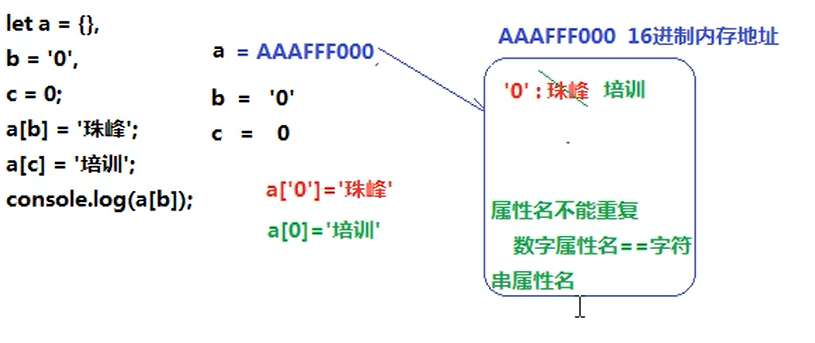 let a = {},
b = '0',
c = 0;
a[b] = '珠峰';
a[c] = '培训';
console.log(a[b]);
a = AAAFFF000
b = '0'
c = 0
a['0']='珠峰'
a[0]='培训'
AAAFFF000 16进制内存地址
'0' : 珠峰 培训
属性名不能重复
数字属性名==字符
串属性名